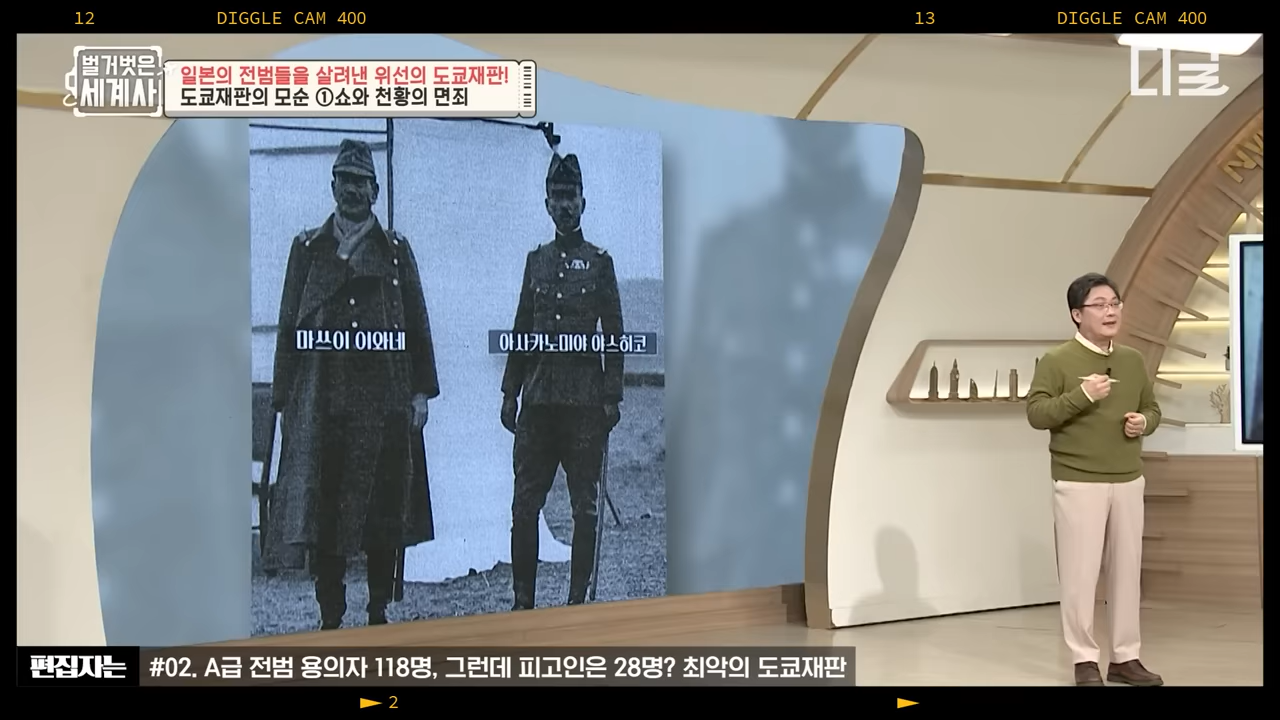 12
DIGGLE CAM 400
13
DIGGLE CAM 400
벌거벗은
세계사
일본의 전범들을 살려낸 위선의 도쿄재판!
도쿄재판의 모순 ①쇼와 천황의 면죄
디글
마쓰이 이와네
아사카노미야 야스히코
편집자는
#02. A급 전범 용의자 118명, 그런데 피고인은 28명? 최악의 도쿄재판
2